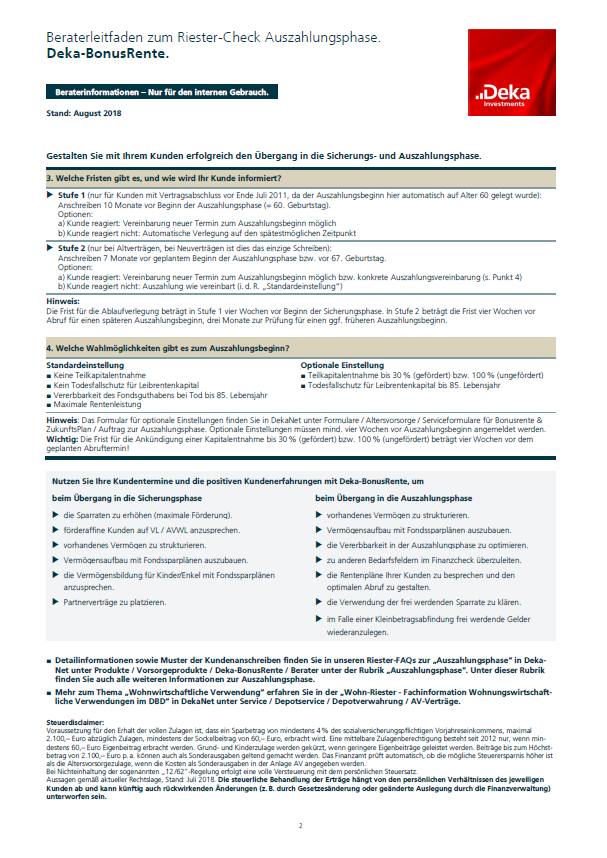 Beraterleitfaden zum Riester-Check Auszahlungsphase.
Deka-BonusRente.
Deka
Investments
Beraterinformationen – Nur für den internen Gebrauch.
Stand: August 2018
Gestalten Sie mit Ihrem Kunden erfolgreich den Übergang in die Sicherungs- und Auszahlungsphase.
3. Welche Fristen gibt es, und wie wird Ihr Kunde informiert?
▶ Stufe 1 (nur für Kunden mit Vertragsabschluss vor Ende Juli 2011, da der Auszahlungsbeginn hier automatisch auf Alter 60 gelegt wurde):
Anschreiben 10 Monate vor Beginn der Auszahlungsphase (= 60. Geburtstag).
Optionen:
a) Kunde reagiert: Vereinbarung neuer Termin zum Auszahlungsbeginn möglich
b) Kunde reagiert nicht: Automatische Verlegung auf den spätestmöglichen Zeitpunkt
▶ Stufe 2 (nur bei Altverträgen, bei Neuverträgen ist dies das einzige Schreiben):
Anschreiben 7 Monate vor geplantem Beginn der Auszahlungsphase bzw. vor 67. Geburtstag.
Optionen:
a) Kunde reagiert: Vereinbarung neuer Termin zum Auszahlungsbeginn möglich bzw. konkrete Auszahlungsvereinbarung (s. Punkt 4)
b) Kunde reagiert nicht: Auszahlung wie vereinbart (i. d. R. „Standardeinstellung“)
Hinweis:
Die Frist für die Ablaufverlegung beträgt in Stufe 1 vier Wochen vor Beginn der Sicherungsphase. In Stufe 2 beträgt die Frist vier Wochen vor
Abruf für einen späteren Auszahlungsbeginn, drei Monate zur Prüfung für einen ggf. früheren Auszahlungsbeginn.
4. Welche Wahlmöglichkeiten gibt es zum Auszahlungsbeginn?
Standardeinstellung
■ Keine Teilkapitalentnahme
■ Kein Todesfallschutz für Leibrentenkapital
■ Vererbbarkeit des Fondsguthabens bei Tod bis 85. Lebensjahr
■ Maximale Rentenleistung
Optionale Einstellung
■ Teilkapitalentnahme bis 30 % (gefördert) bzw. 100 % (ungefördert)
■ Todesfallschutz für Leibrentenkapital bis 85. Lebensjahr
Hinweis: Das Formular für optionale Einstellungen finden Sie in DekaNet unter Formulare / Altersvorsorge / Serviceformulare für Bonusrente &
ZukunftsPlan / Auftrag zur Auszahlungsphase. Optionale Einstellungen müssen mind. vier Wochen vor Auszahlungsbeginn angemeldet werden.
Wichtig: Die Frist für die Ankündigung einer Kapitalentnahme bis 30 % (gefördert) bzw. 100 % (ungefördert) beträgt vier Wochen vor dem
geplanten Abruftermin!
Nutzen Sie Ihre Kundentermine und die positiven Kundenerfahrungen mit Deka-BonusRente, um
beim Übergang in die Sicherungsphase
▶ die Sparraten zu erhöhen (maximale Förderung).
▶ förderaffine Kunden auf VL / AVWL anzusprechen.
▶ vorhandenes Vermögen zu strukturieren.
▶ Vermögensaufbau mit Fondssparplänen auszubauen.
▶ die Vermögensbildung für Kinder/Enkel mit Fondssparplänen
anzusprechen.
▶ Partnerverträge zu platzieren.
beim Übergang in die Auszahlungsphase
▶ vorhandenes Vermögen zu strukturieren.
▶ Vermögensaufbau mit Fondssparplänen auszubauen.
▶ die Vererbbarkeit in der Auszahlungsphase zu optimieren.
▶ zu anderen Bedarfsfeldern im Finanzcheck überzuleiten.
▶ die Rentenpläne Ihrer Kunden zu besprechen und den
optimalen Abruf zu gestalten.
▶ die Verwendung der frei werdenden Sparrate zu klären.
▶ im Falle einer Kleinbetragsabfindung frei werdende Gelder
wiederanzulegen.
■ Detailinformationen sowie Muster der Kundenanschreiben finden Sie in unseren Riester-FAQs zur „Auszahlungsphase“ in Deka-
Net unter Produkte / Vorsorgeprodukte / Deka-BonusRente / Berater unter der Rubrik „Auszahlungsphase“. Unter dieser Rubrik
finden Sie auch alle weiteren Informationen zur Auszahlungsphase.
■ Mehr zum Thema „Wohnwirtschaftliche Verwendung“ erfahren Sie in der „Wohn-Riester - Fachinformation Wohnungswirtschaft-
liche Verwendungen im DBD“ in DekaNet unter Service / Depotservice / Depotverwahrung / AV-Verträge.
Steuerdisclaimer:
Voraussetzung für den Erhalt der vollen Zulagen ist, dass ein Sparbetrag von mindestens 4 % des sozialversicherungspflichtigen Vorjahreseinkommens, maximal
2.100,– Euro abzüglich Zulagen, mindestens der Sockelbetrag von 60,– Euro, erbracht wird. Eine mittelbare Zulagenberechtigung besteht seit 2012 nur, wenn min-
destens 60,– Euro Eigenbeitrag erbracht werden. Grund- und Kinderzulage werden gekürzt, wenn geringere Eigenbeiträge geleistet werden. Beiträge bis zum Höchst-
betrag von 2.100,– Euro p. a. können auch als Sonderausgaben geltend gemacht werden. Das Finanzamt prüft automatisch, ob die mögliche Steuerersparnis höher ist
als die Altersvorsorgezulage, wenn die Kosten als Sonderausgaben in der Anlage AV angegeben werden.
Bei Nichteinhaltung der sogenannten „12/62“-Regelung erfolgt eine volle Versteuerung mit dem persönlichen Steuersatz.
Aussagen gemäß aktueller Rechtslage, Stand: Juli 2018. Die steuerliche Behandlung der Erträge hängt von den persönlichen Verhältnissen des jeweiligen
Kunden ab und kann künftig auch rückwirkenden Änderungen (z. B. durch Gesetzesänderung oder geänderte Auslegung durch die Finanzverwaltung)
unterworfen sein.
2